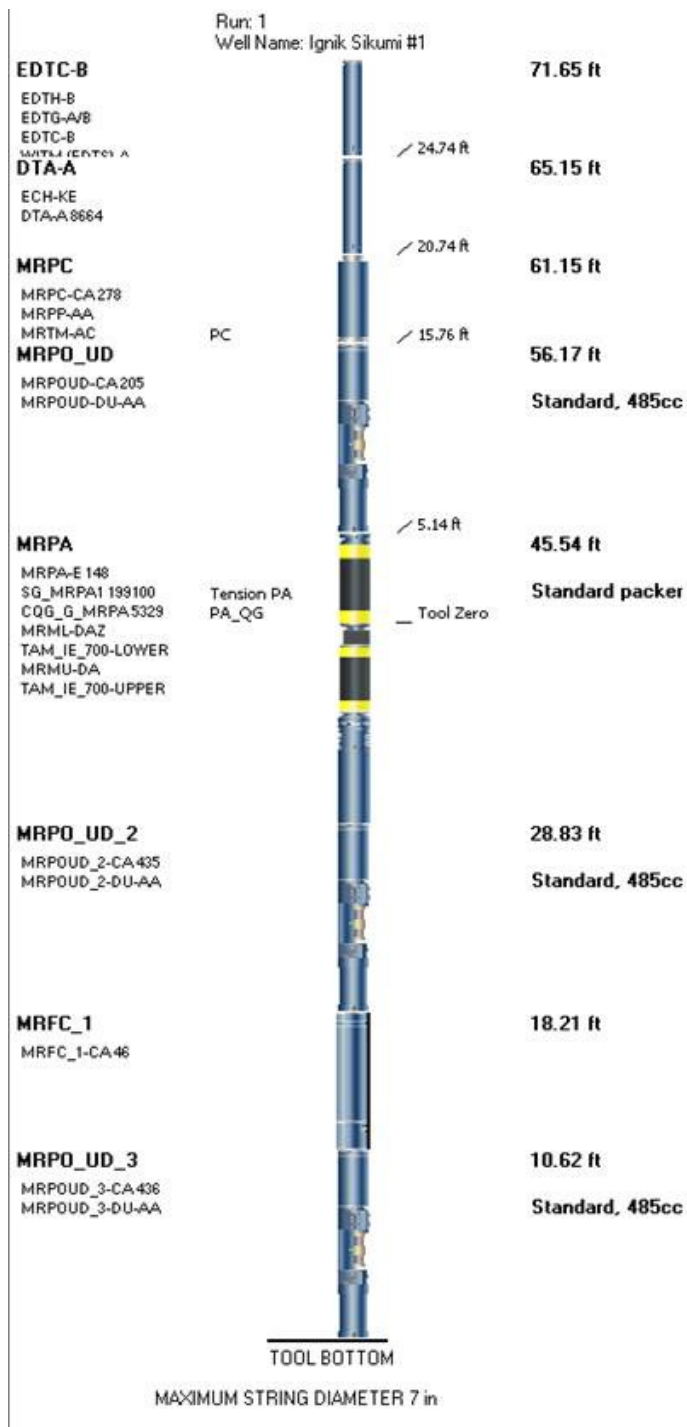 Run: 1
Well Name: Ignik Sikumi #1
EDTC-B 71.65 ft
EDTH-B
EDTG-A/B
EDTC-B
WITM (EDTS)-A 24.74 ft
DTA-A 65.15 ft
ECH-KE
DTA-A 8664
20.74 ft
MRPC 61.15 ft
MRPC-CA 278
MRPP-AA
MRTM-AC PC 15.76 ft
MRPO_UD 56.17 ft
MRPOUD-CA 205
MRPOUD-DU-AA Standard, 485cc
5.14 ft
MRPA 45.54 ft
MRPA-E 148
SG_MRPA1 199100 Tension PA Standard packer
CQG_G_MRPA 5329 PA_QG Tool Zero
MRML-DAZ
TAM_IE_700-LOWER
MRMU-DA
TAM_IE_700-UPPER
MRPO_UD_2 28.83 ft
MRPOUD_2-CA 435
MRPOUD_2-DU-AA Standard, 485cc
MRFC_1 18.21 ft
MRFC_1-CA 46
MRPO_UD_3 10.62 ft
MRPOUD_3-CA 436
MRPOUD_3-DU-AA Standard, 485cc
TOOL BOTTOM
MAXIMUM STRING DIAMETER 7 in